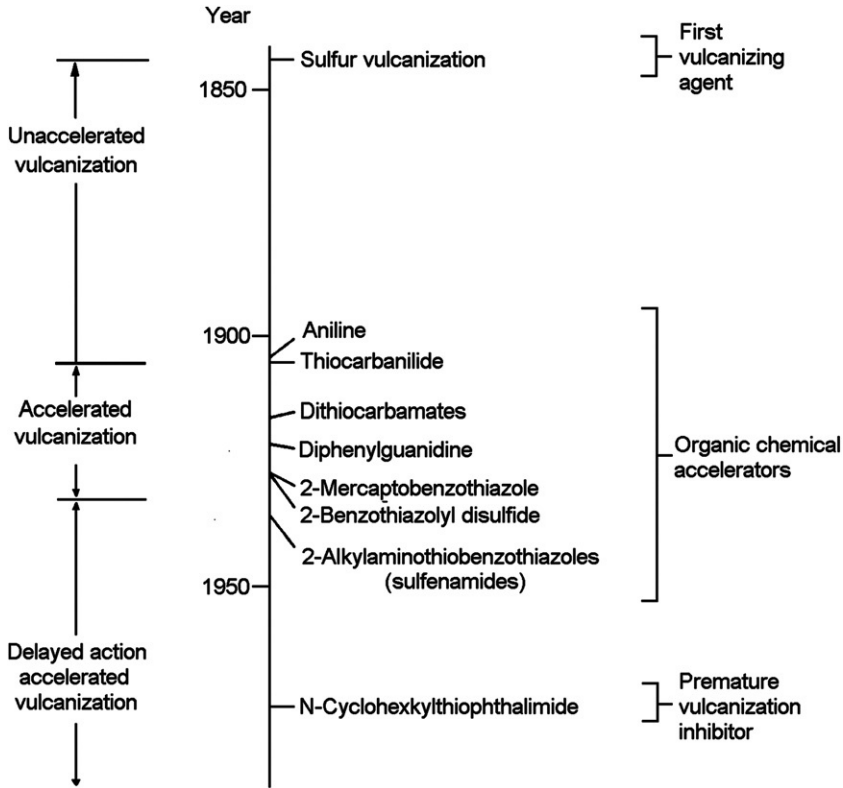 Year
Sulfur vulcanization
First
vulcanizing
agent
1850
Unaccelerated
vulcanization
1900
Aniline
Thiocarbanilide
Accelerated
vulcanization
Dithiocarbamates
Diphenylguanidine
Organic chemical
accelerators
2-Mercaptobenzothiazole
2-Benzothiazolyl disulfide
2-Alkylaminothiobenzothiazoles
(sulfenamides)
1950
Delayed action
accelerated
vulcanization
N-Cyclohexkylthiophthalimide
Premature
vulcanization
inhibitor